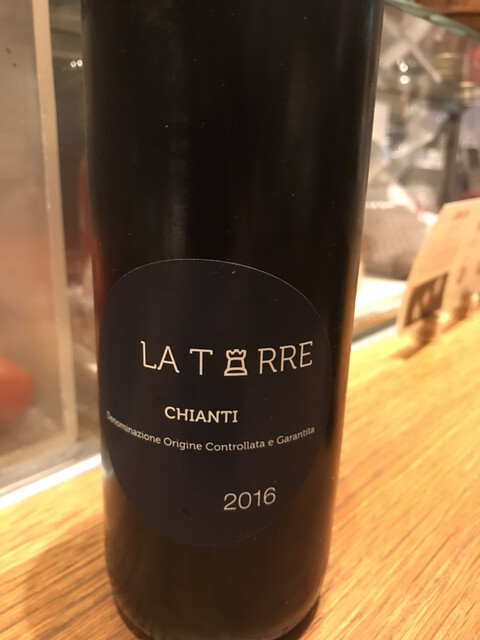 LA TORRE
CHIANTI
Denominazione Origine Controllata e Garantita
2016